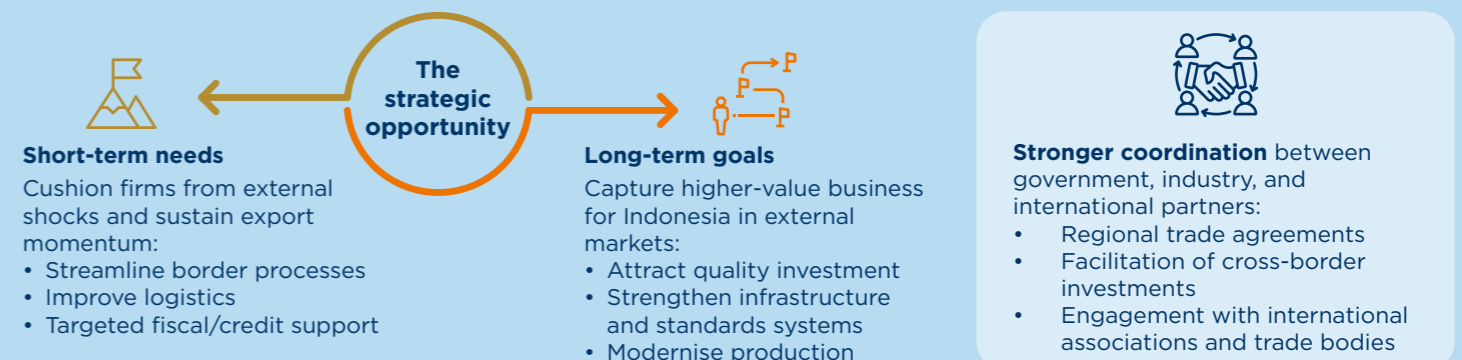 The
strategic
opportunity
Short-term needs
Cushion firms from external
shocks and sustain export
momentum:
• Streamline border processes
• Improve logistics
• Targeted fiscal/credit support
Long-term goals
Capture higher-value business
for Indonesia in external
markets:
• Attract quality investment
• Strengthen infrastructure
and standards systems
• Modernise production
Stronger coordination between
government, industry, and
international partners:
• Regional trade agreements
• Facilitation of cross-border
investments
• Engagement with international
associations and trade bodies